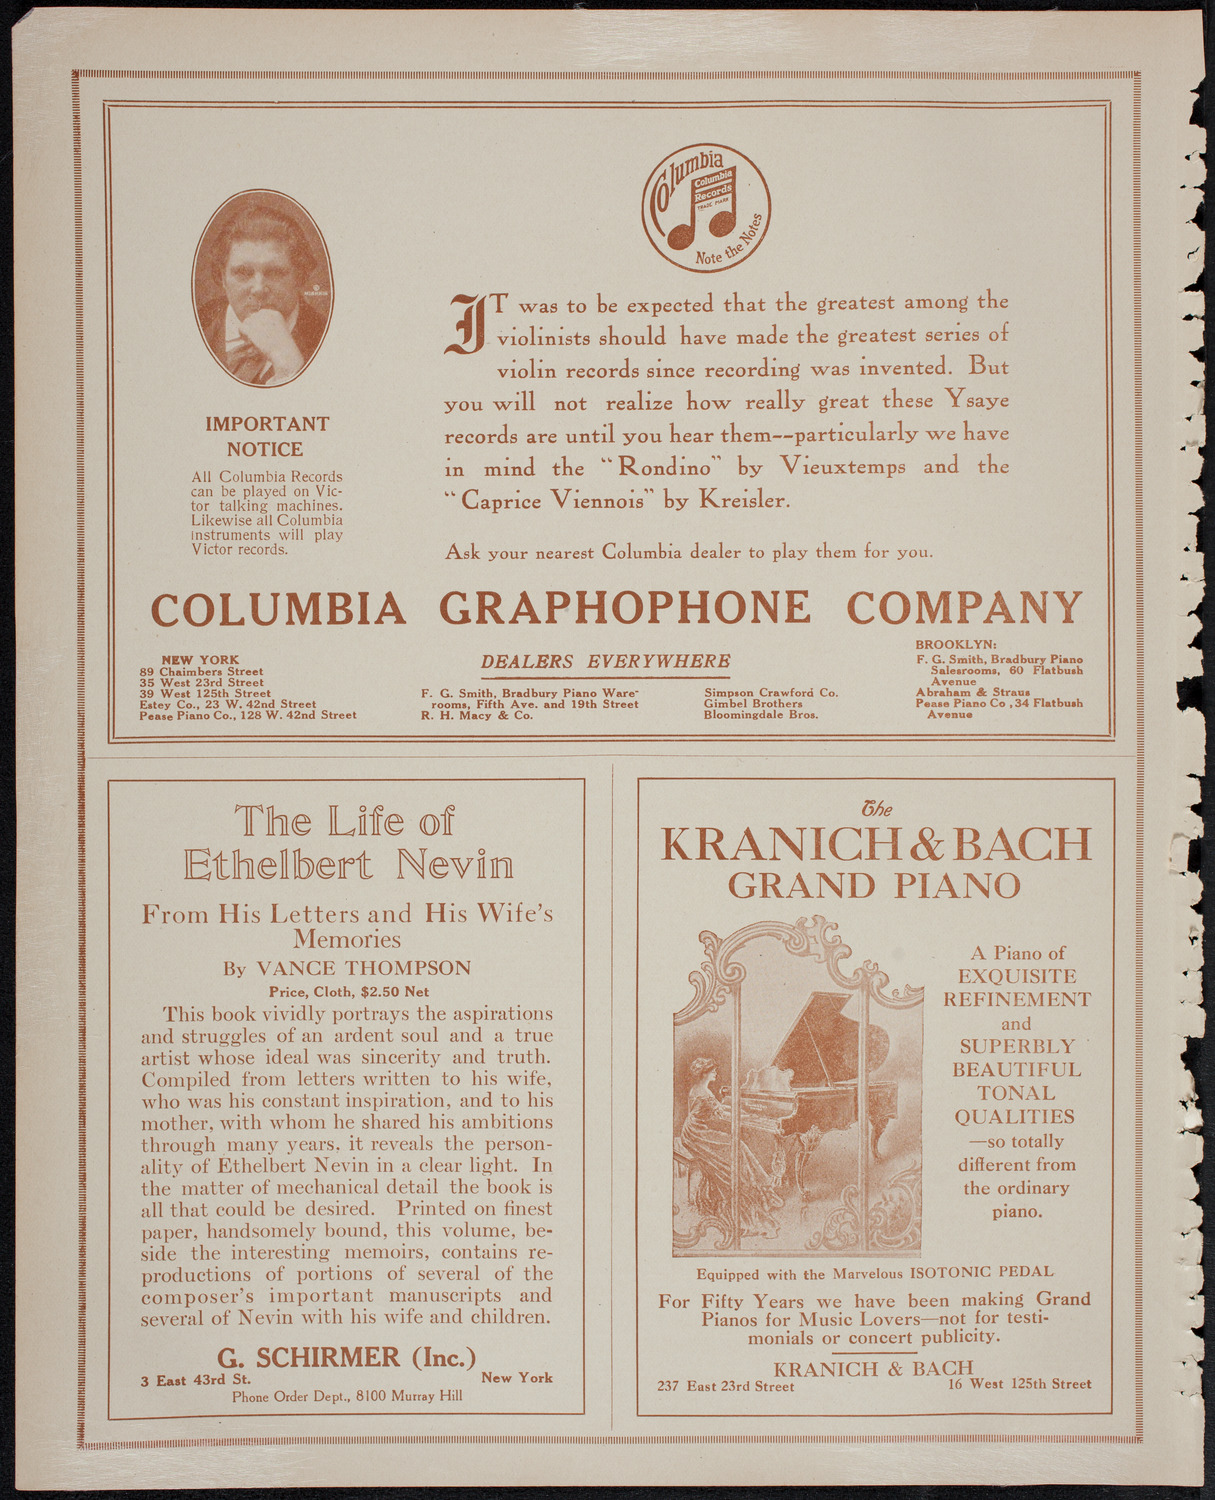 Columbia
Columbia
Records
TRADE MARK
Note the Notes
IT was to be expected that the greatest among the
violinists should have made the greatest series of
violin records since recording was invented. But
you will not realize how really great these Ysaye
records are until you hear them--particularly we have
in mind the "Rondino" by Vieuxtemps and the
"Caprice Viennois" by Kreisler.
Ask your nearest Columbia dealer to play them for you.
IMPORTANT
NOTICE
All Columbia Records
can be played on Vic-
tor talking machines.
Likewise all Columbia
instruments will play
Victor records.
COLUMBIA GRAPHOPHONE COMPANY
NEW YORK
89 Chaimbers Street
35 West 23rd Street
39 West 125th Street
Estey Co., 23 W. 42nd Street
Pease Piano Co., 128 W. 42nd Street
DEALERS EVERYWHERE
F. G. Smith, Bradbury Piano Ware-
rooms, Fifth Ave. and 19th Street
R. H. Macy & Co.
Simpson Crawford Co.
Gimbel Brothers
Bloomingdale Bros.
BROOKLYN:
F. G. Smith, Bradbury Piano
Salesrooms, 60 Flatbush
Avenue
Abraham & Straus
Pease Piano Co , 34 Flatbush
Avenue
The Life of
Ethelbert Nevin
From His Letters and His Wife's
Memories
By VANCE THOMPSON
Price, Cloth, $2.50 Net
This book vividly portrays the aspirations
and struggles of an ardent soul and a true
artist whose ideal was sincerity and truth.
Compiled from letters written to his wife,
who was his constant inspiration, and to his
mother, with whom he shared his ambitions
through many years, it reveals the person-
ality of Ethelbert Nevin in a clear light. In
the matter of mechanical detail the book is
all that could be desired. Printed on finest
paper, handsomely bound, this volume, be-
side the interesting memoirs, contains re-
productions of portions of several of the
composer's important manuscripts and
several of Nevin with his wife and children.
G. SCHIRMER (Inc.)
3 East 43rd St. New York
Phone Order Dept., 8100 Murray Hill
The
KRANICH & BACH
GRAND PIANO
A Piano of
EXQUISITE
REFINEMENT
and
SUPERBLY
BEAUTIFUL
TONAL
QUALITIES
—so totally
different from
the ordinary
piano.
Equipped with the Marvelous ISOTONIC PEDAL
For Fifty Years we have been making Grand
Pianos for Music Lovers—not for testi-
monials or concert publicity.
KRANICH & BACH
237 East 23rd Street 16 West 125th Street